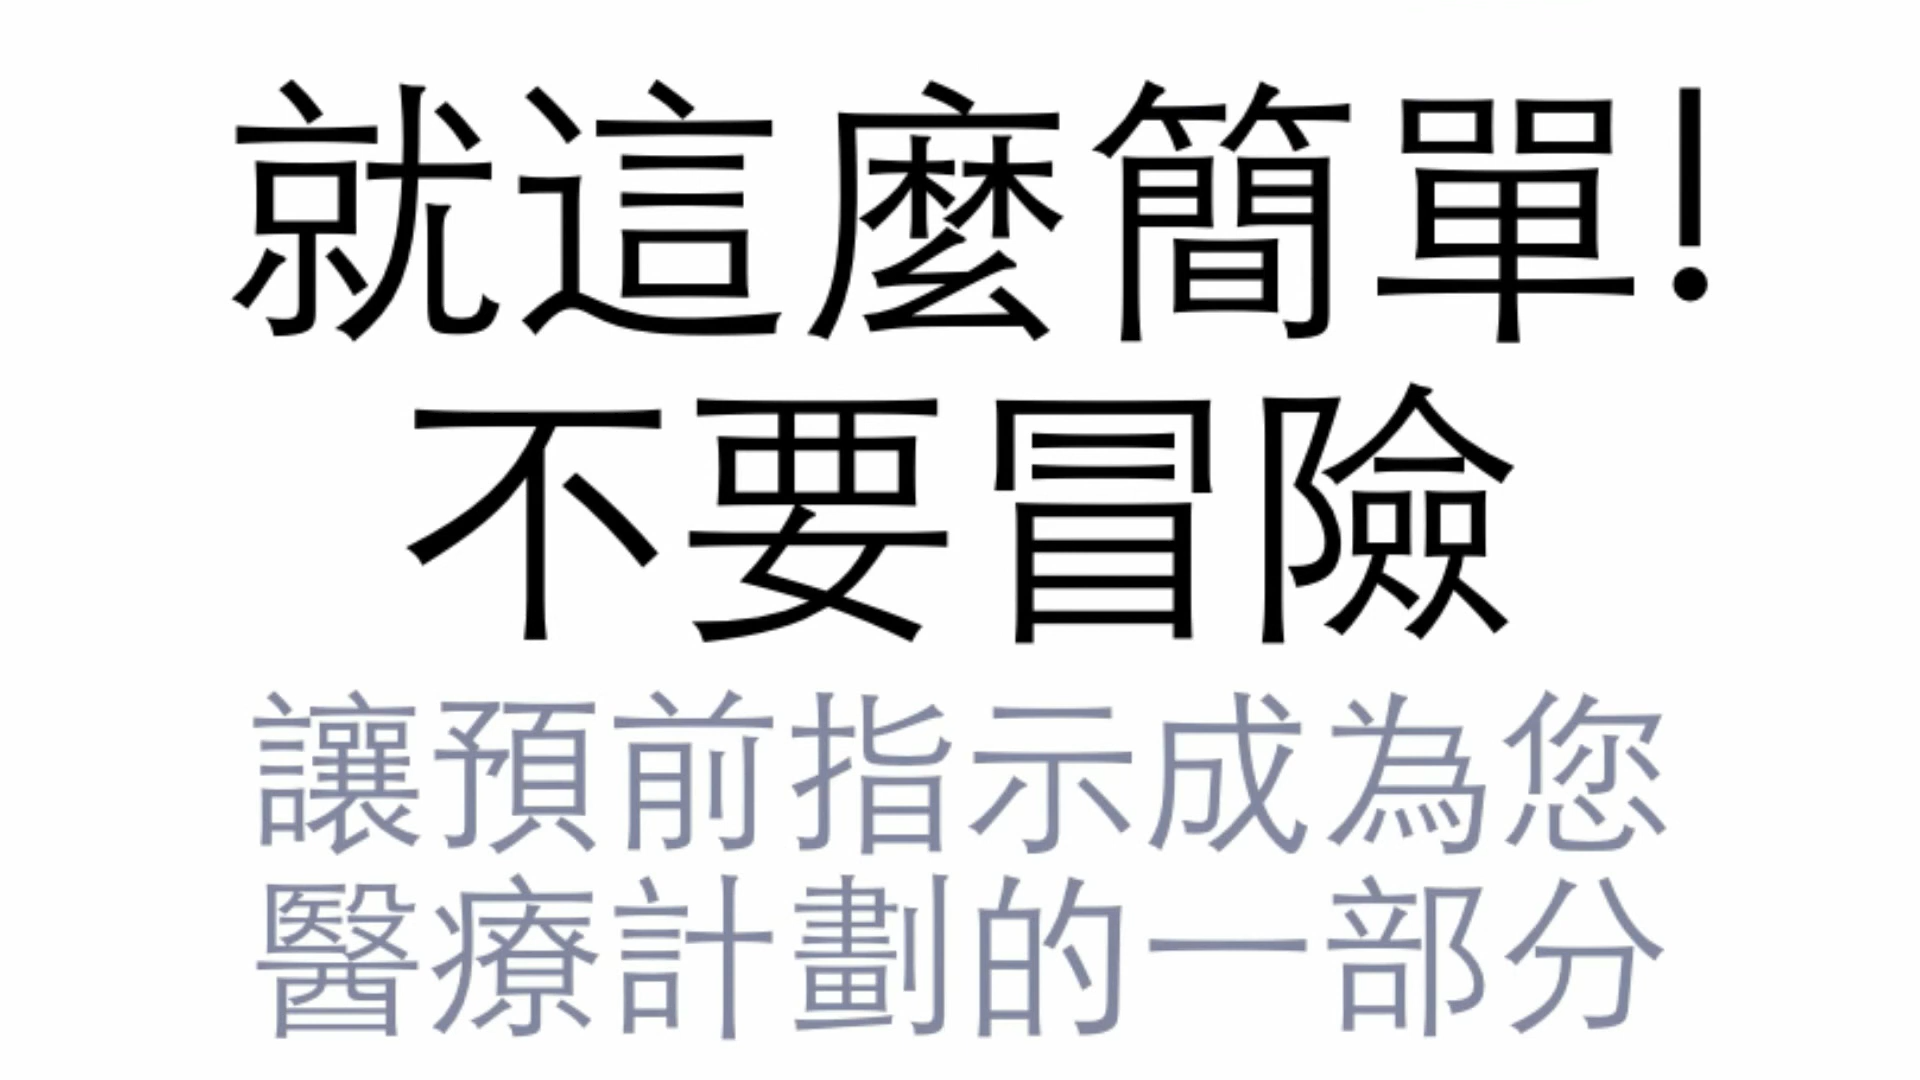 就這麼簡單!
不要冒險
讓預前指示成為您
醫療計劃的一部分